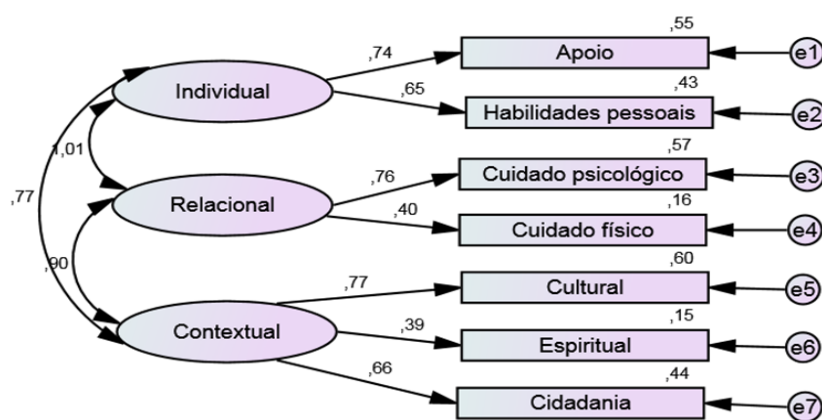 ,55
,74
Apoio
e1
Individual
,43
,65
Habilidades pessoais
e2
1,01
,57
,77
,76
Cuidado psicológico
e3
Relacional
,16
,40
Cuidado físico
e4
,90
,60
,77
Cultural
e5
Contextual
,15
,39
Espiritual
e6
,44
,66
Cidadania
e7